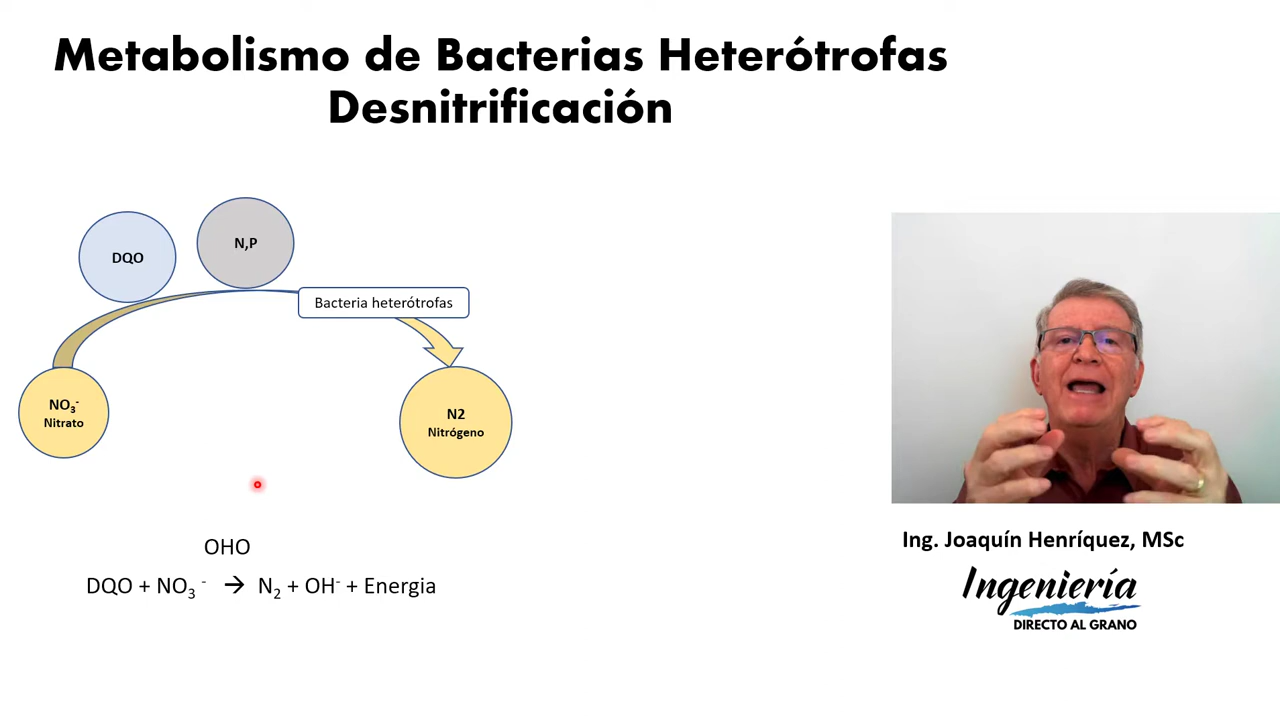 Metabolismo de Bacterias Heterótrofas
Desnitrificación
DQO
N,P
Bacteria heterótrofas
NO₃⁻
Nitrato
N2
Nitrógeno
OHO
DQO + NO₃ ⁻ → N₂ + OH⁻ + Energia
Ing. Joaquín Henríquez, MSc
Ingeniería
DIRECTO AL GRANO